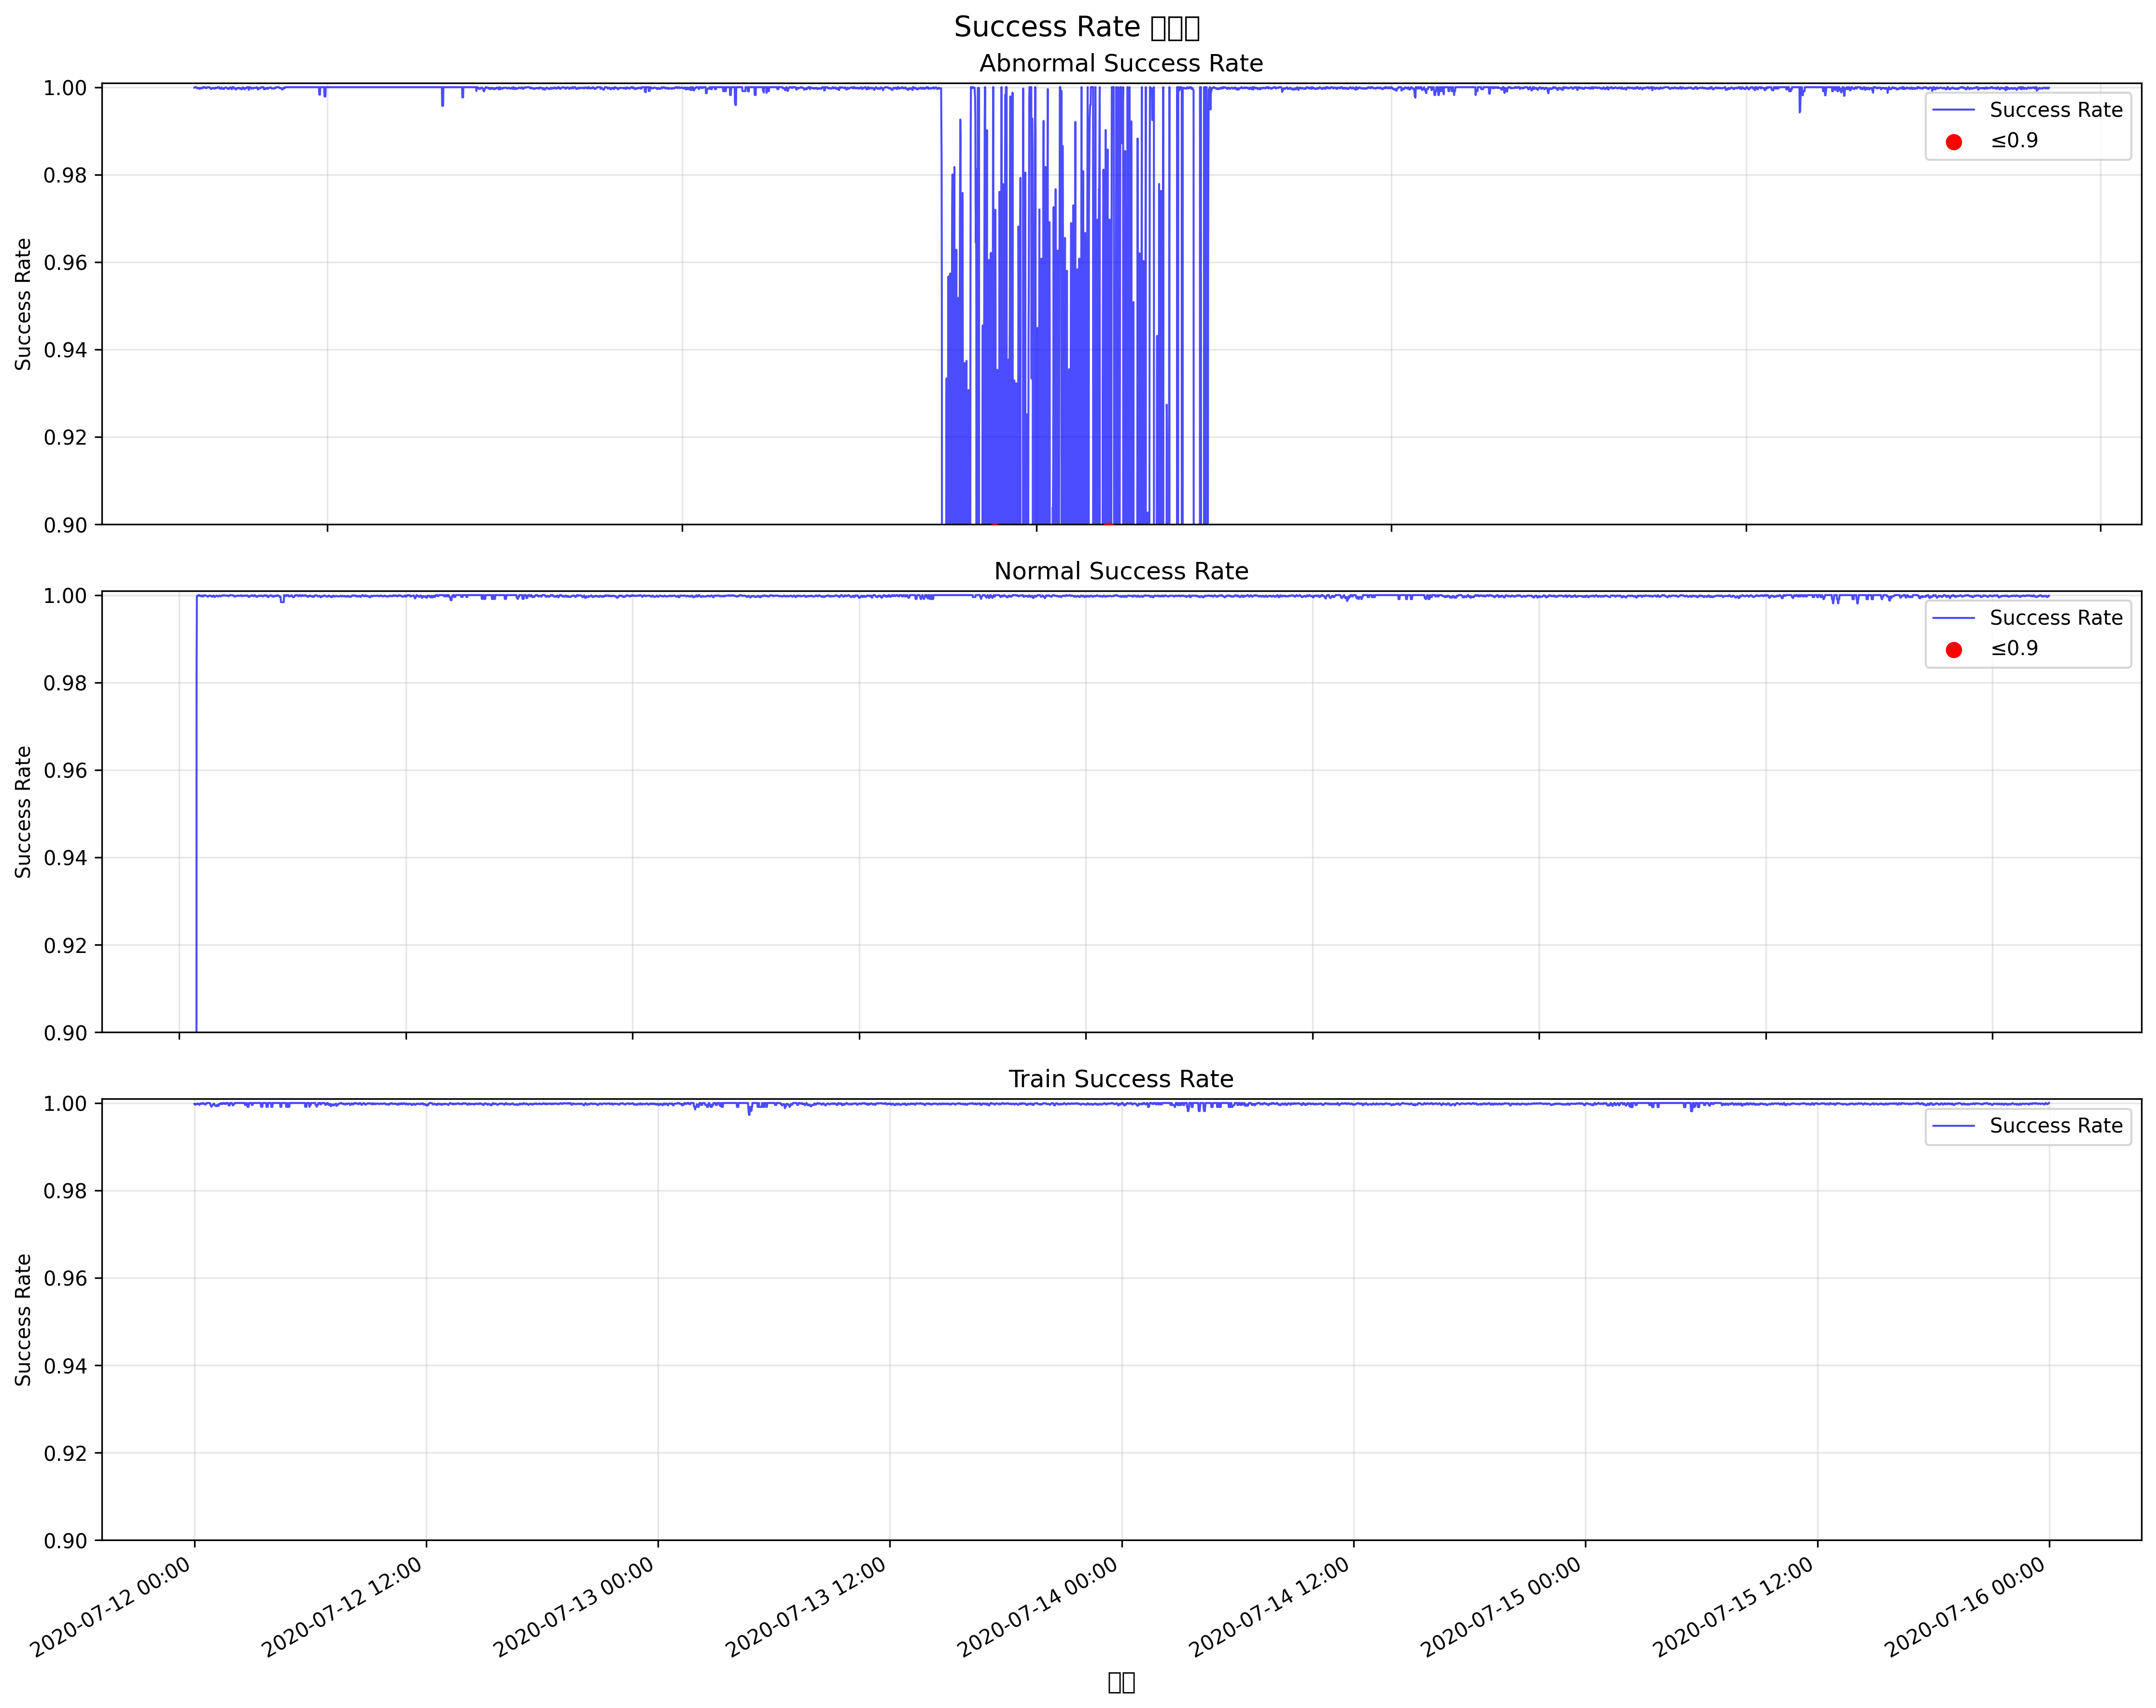 Success Rate
Abnormal Success Rate
1.00
0.98
0.96
0.94
0.92
0.90
Success Rate
Success Rate
≤0.9
Normal Success Rate
1.00
0.98
0.96
0.94
0.92
0.90
Success Rate
Success Rate
≤0.9
Train Success Rate
1.00
0.98
0.96
0.94
0.92
0.90
Success Rate
Success Rate
2020-07-12 00:00
2020-07-12 12:00
2020-07-13 00:00
2020-07-13 12:00
2020-07-14 00:00
2020-07-14 12:00
2020-07-15 00:00
2020-07-15 12:00
2020-07-16 00:00